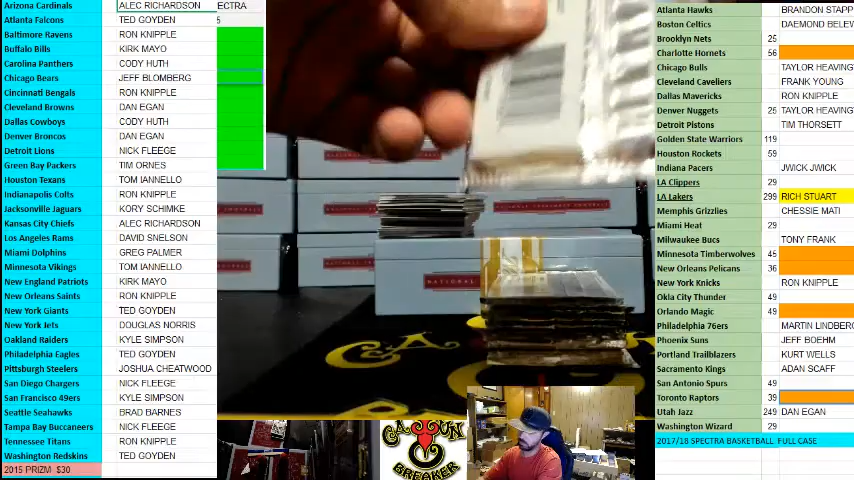 Arizona Cardinals ALEC RICHARDSON ECTRA
Atlanta Falcons TED GOYDEN
Baltimore Ravens RON KNIPPLE
Buffalo Bills KIRK MAYO
Carolina Panthers CODY HUTH
Chicago Bears JEFF BLOMBERG
Cincinnati Bengals RON KNIPPLE
Cleveland Browns DAN EGAN
Dallas Cowboys CODY HUTH
Denver Broncos DAN EGAN
Detroit Lions NICK FLEEGE
Green Bay Packers TIM ORNES
Houston Texans TOM IANELLO
Indianapolis Colts RON KNIPPLE
Jacksonville Jaguars KORY SCHIMKE
Kansas City Chiefs ALEC RICHARDSON
Los Angeles Rams DAVID SNELSON
Miami Dolphins GREG PALMER
Minnesota Vikings TOM IANNELLO
New England Patriots KIRK MAYO
New Orleans Saints RON KNIPPLE
New York Giants TED GOYDEN
New York Jets DOUGLAS NORRIS
Oakland Raiders KYLE SIMPSON
Philadelphia Eagles TED GOYDEN
Pittsburgh Steelers JOSHUA CHEATWOOD
San Diego Chargers NICK FLEEGE
San Francisco 49ers KYLE SIMPSON
Seattle Seahawks BRAD BARNES
Tampa Bay Buccaneers NICK FLEEGE
Tennessee Titans RON KNIPPLE
Washington Redskins TED GOYDEN
2015 PRIZM $30
NATIONAL
C&A
CAJUN
BREAKER
Atlanta Hawks BRANDON STAPP
Boston Celtics DAEMOND BELEW
Brooklyn Nets 25
Charlotte Hornets 56
Chicago Bulls TAYLOR HEAVING
Cleveland Caveliers FRANK YOUNG
Dallas Mavericks RON KNIPPLE
Denver Nuggets 25 TAYLOR HEAVING
Detroit Pistons TIM THORSETT
Golden State Warriors 119
Houston Rockets 59
Indiana Pacers JWICK JWICK
LA Clippers 29
LA Lakers 299 RICH STUART
Memphis Grizzlies CHESSIE MATI
Miami Heat 29
Milwaukee Bucs TONY FRANK
Minnesota Timberwolves 45
New Orleans Pelicans 36
New York Knicks RON KNIPPLE
Okla City Thunder 49
Orlando Magic 49
Philadelphia 76ers MARTIN LINDBERG
Phoenix Suns JEFF BOEHM
Portland Trailblazers KURT WELLS
Sacramento Kings ADAN SCAFF
San Antonio Spurs 49
Toronto Raptors 39
Utah Jazz 249 DAN EGAN
Washington Wizard 29
2017/18 SPECTRA BASKETBALL FULL CASE